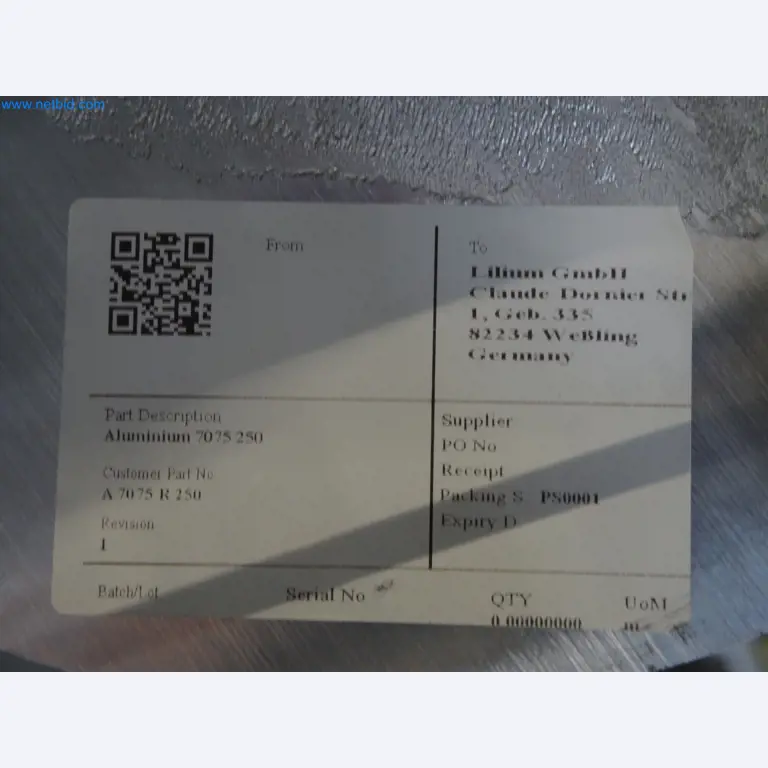 www.netbid.com
From
To
Lilium GmbH
Claude Dornier Str
1, Geb. 335
82234 Weßling
Germany
Part Description
Aluminium 7075 250
Customer Part No
A 7075 R 250
Revision
1
Supplier
PO No
Receipt
Packing S PS0001
Expiry D
Batch/Lot
Serial No
QTY
0.00000000
UoM
m